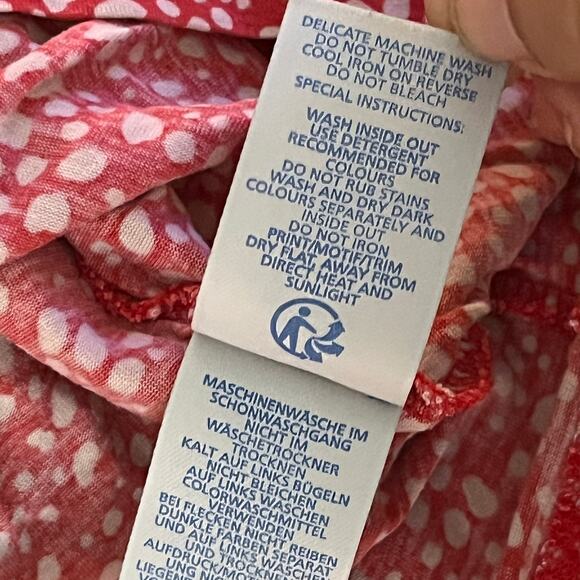 DELICATE MACHINE WASH
DO NOT TUMBLE DRY
COOL IRON ON REVERSE
DO NOT BLEACH
SPECIAL INSTRUCTIONS:
WASH INSIDE OUT
USE DETERGENT
RECOMMENDED FOR
COLOURS
DO NOT RUB STAINS
WASH AND DRY DARK
COLOURS SEPARATELY AND
INSIDE OUT
DO NOT IRON
PRINT/MOTIF/TRIM
DRY FLAT, AWAY FROM
DIRECT HEAT AND
SUNLIGHT
MASCHINENWÄSCHE IM
SCHONWASCHGANG
NICHT IM
WÄSCHETROCKNER
TROCKNEN
KALT AUF LINKS BÜGELN
NICHT BLEICHEN
AUF LINKS WASCHEN
COLORWASCHMITTEL
VERWENDEN
BEI FLECKEN NICHT REIBEN
DUNKLE FARBEN SEPARAT
UND AUF LINKS WASCHEN
UND TROCKNEN